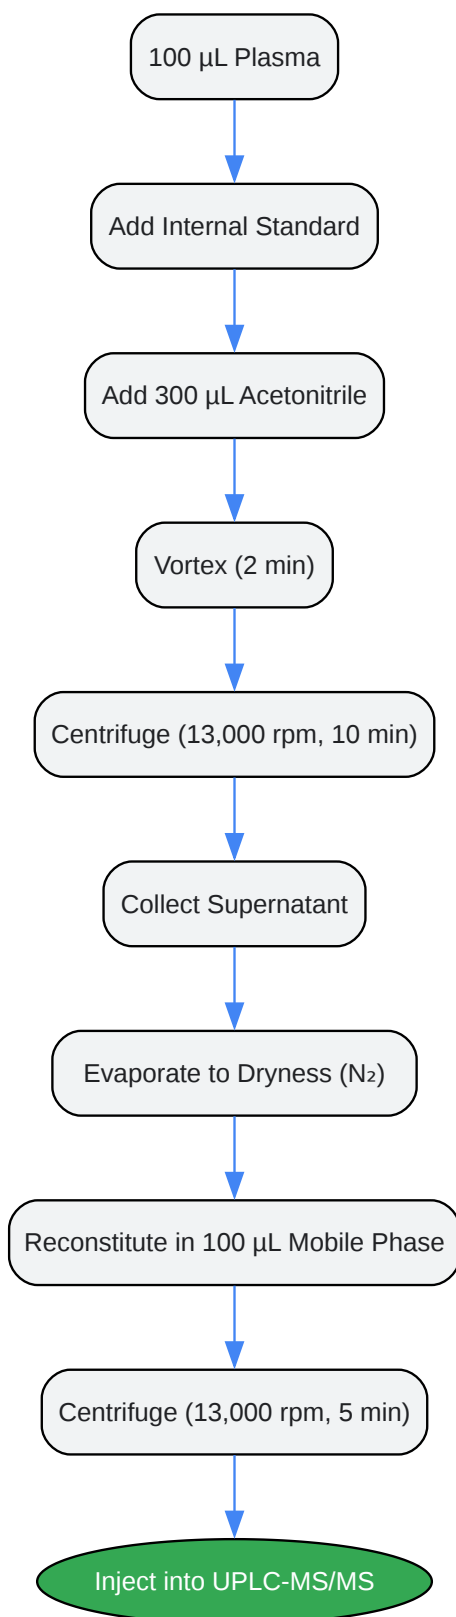 100 µL Plasma
Add Internal Standard
Add 300 µL Acetonitrile
Vortex (2 min)
Centrifuge (13,000 rpm, 10 min)
Collect Supernatant
Evaporate to Dryness (N₂)
Reconstitute in 100 µL Mobile Phase
Centrifuge (13,000 rpm, 5 min)
Inject into UPLC-MS/MS